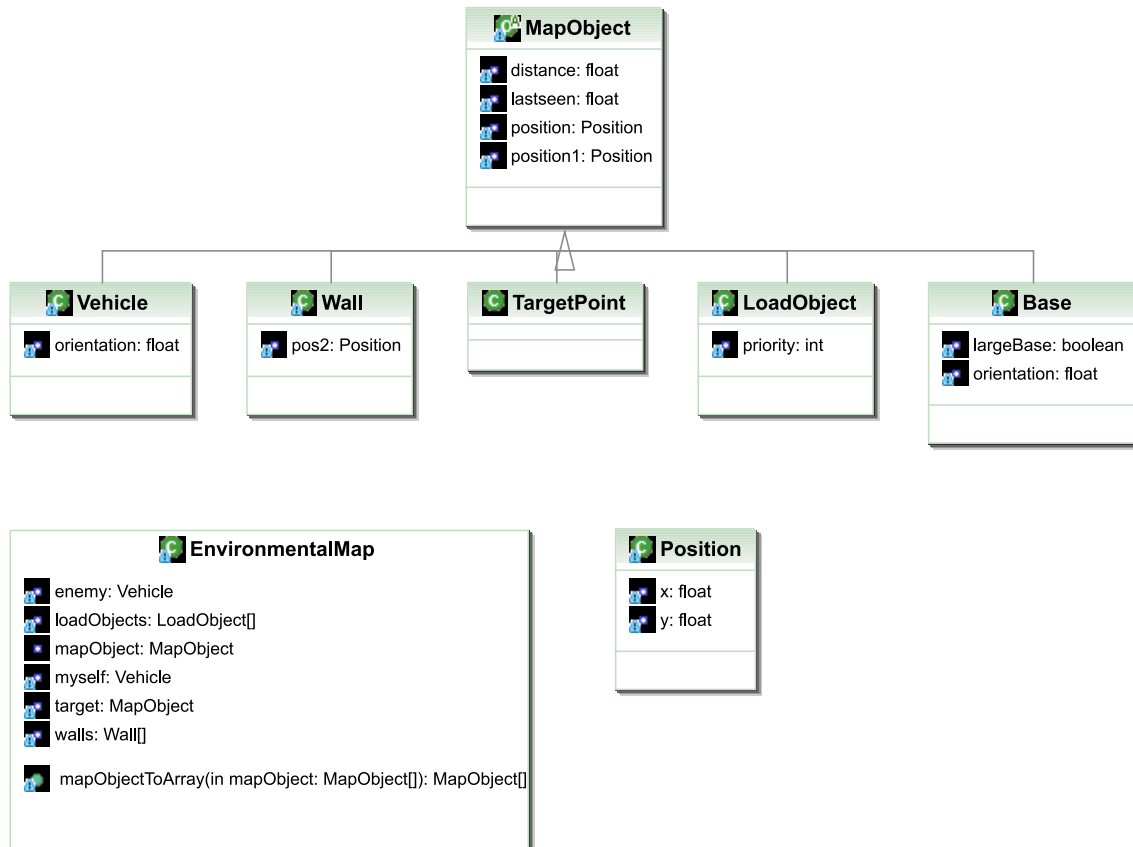 MapObject
distance: float
lastseen: float
position: Position
position1: Position
Vehicle
orientation: float
Wall
pos2: Position
TargetPoint
LoadObject
priority: int
Base
largeBase: boolean
orientation: float
EnvironmentalMap
enemy: Vehicle
loadObjects: LoadObject[]
mapObject: MapObject
myself: Vehicle
target: MapObject
walls: Wall[]
mapObjectToArray(in mapObject: MapObject[]): MapObject[]
Position
x: float
y: float